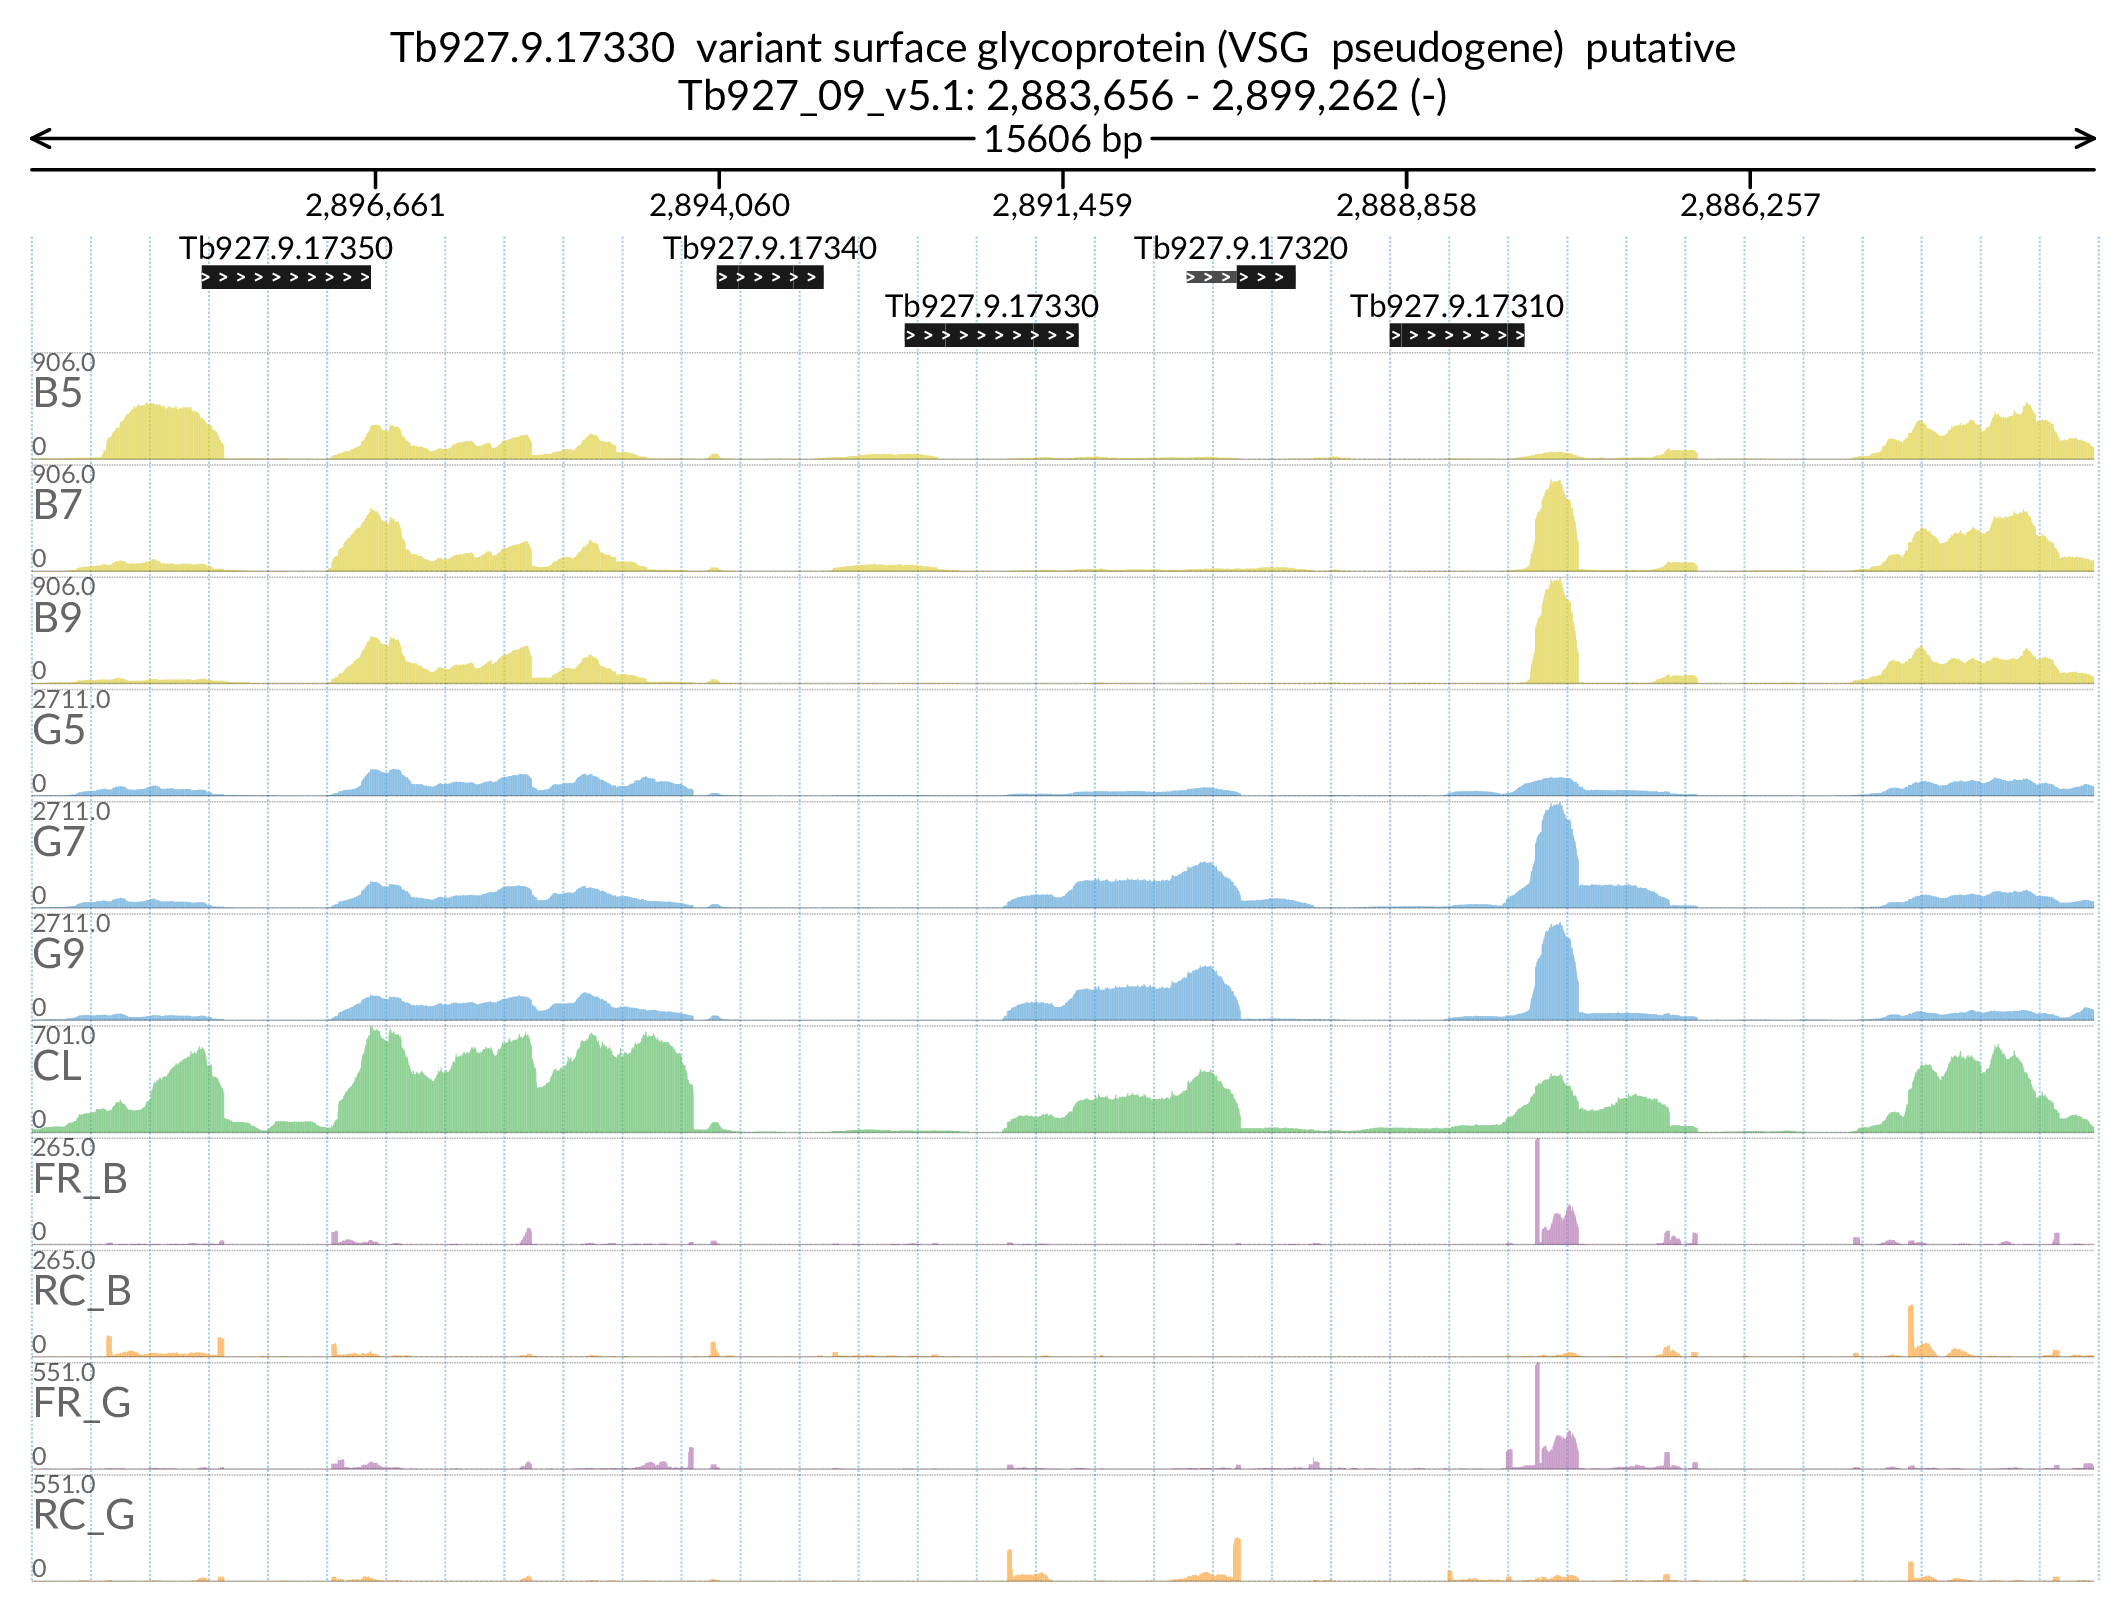 Tb927.9.17330 variant surface glycoprotein (VSG pseudogene) putative
Tb927_09_v5.1: 2,883,656 - 2,899,262 (-)
15606 bp
2,896,661 2,894,060 2,891,459 2,888,858 2,886,257
Tb927.9.17350 Tb927.9.17340 Tb927.9.17320
Tb927.9.17330 Tb927.9.17310
906.0
B5
0
906.0
B7
0
906.0
B9
0
2711.0
G5
0
2711.0
G7
0
2711.0
G9
0
701.0
CL
0
265.0
FR_B
0
265.0
RC_B
0
551.0
FR_G
0
551.0
RC_G
0